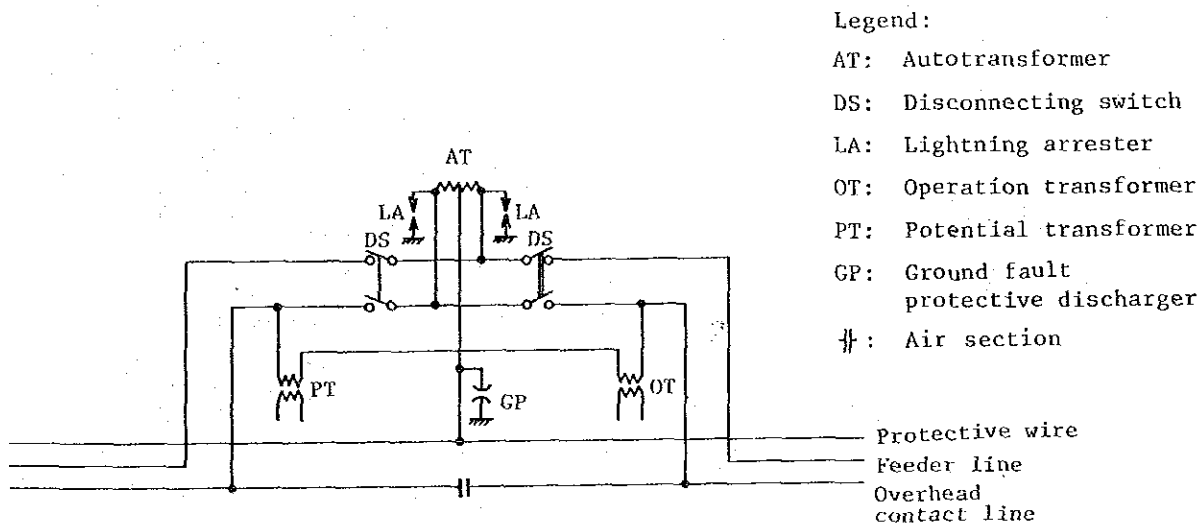 Legend:
AT: Autotransformer
DS: Disconnecting switch
LA: Lightning arrester
OT: Operation transformer
PT: Potential transformer
GP: Ground fault
protective discharger
: Air section
AT
LA
LA
DS
DS
PT
GP
OT
Protective wire
Feeder line
Overhead
contact line